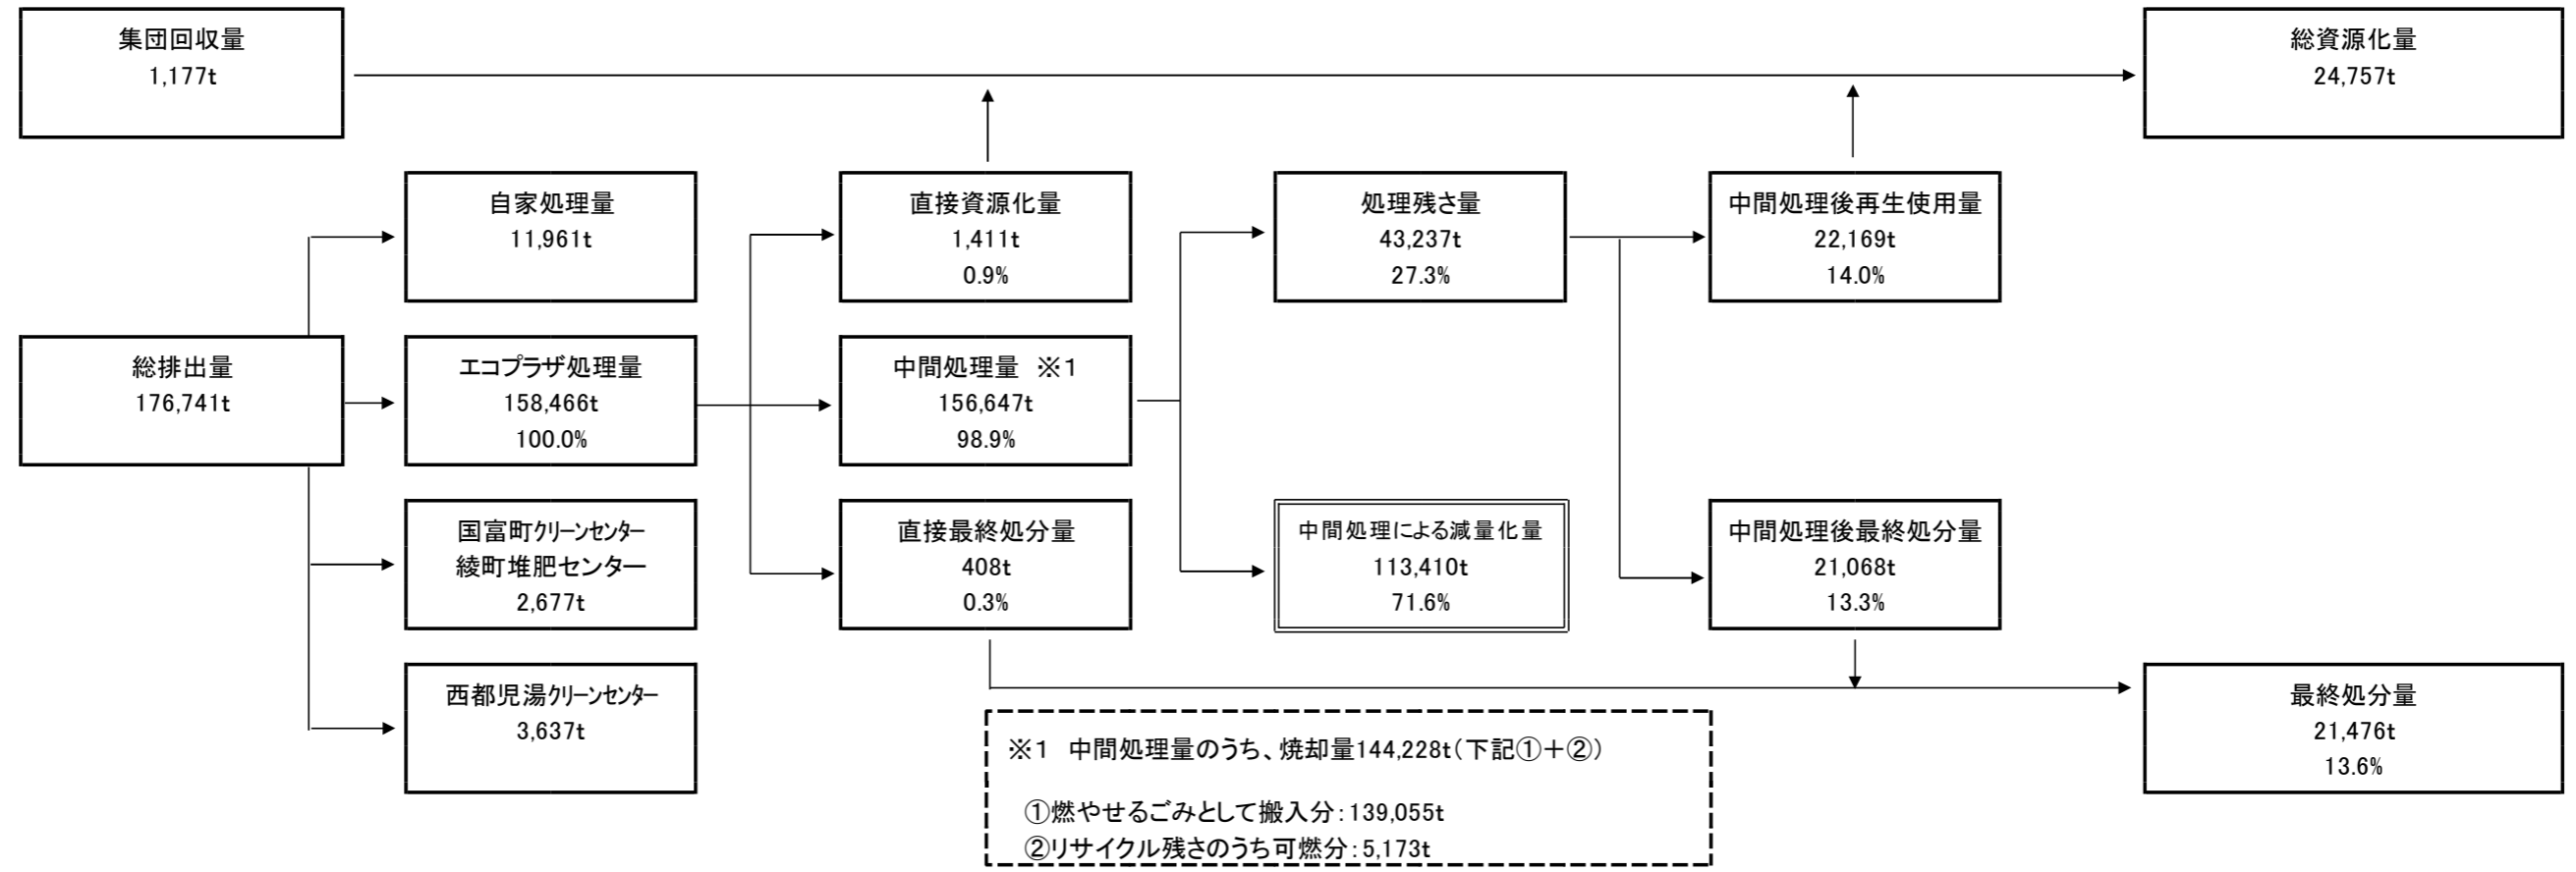 集団回収量
1,177t
総資源化量
24,757t
自家処理量
11,961t
直接資源化量
1,411t
0.9%
処理残さ量
43,237t
27.3%
中間処理後再生使用量
22,169t
14.0%
総排出量
176,741t
エコプラザ処理量
158,466t
100.0%
中間処理量　※１
156,647t
98.9%
国富町クリーンセンター
綾町堆肥センター
2,677t
直接最終処分量
408t
0.3%
中間処理による減量化量
113,410t
71.6%
中間処理後最終処分量
21,068t
13.3%
西都児湯クリーンセンター
3,637t
最終処分量
21,476t
13.6%
※１　中間処理量のうち、焼却量144,228t（下記①＋②）
①燃やせるごみとして搬入分：139,055t
②リサイクル残さのうち可燃分：5,173t